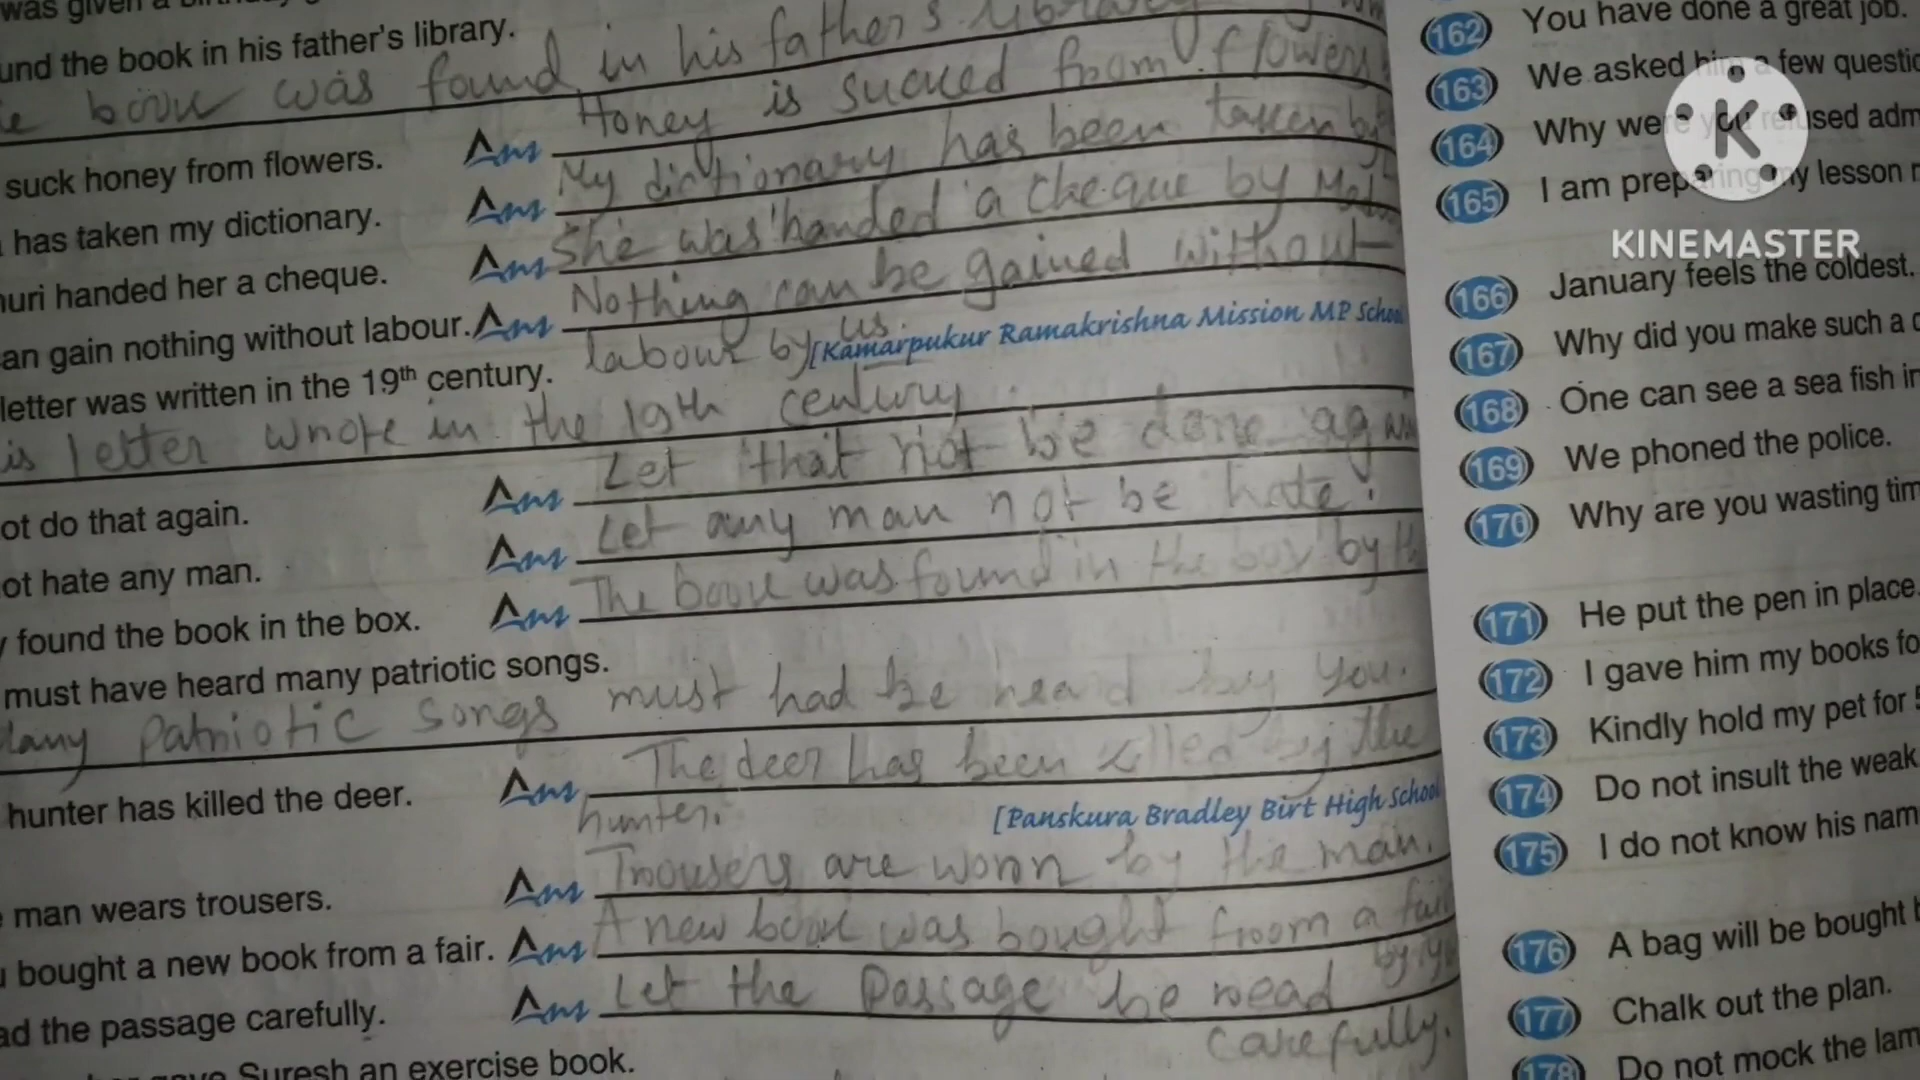 was given a
und the book in his father's library.
book was found in his father's library
suck honey from flowers. Ans Honey is sucked from flowers
has taken my dictionary. Ans My dictionary has been taken by
uri handed her a cheque. Ans She was handed a cheque by
an gain nothing without labour. Ans Nothing can be gained without
labour by us. [Kamarpukur Ramakrishna Mission MP School
letter was written in the 19th century.
is letter wrote in the 19th century.
ot do that again. Ans Let that not be done again
ot hate any man. Ans Let any man not be hate.
found the book in the box. Ans The book was found in the box by
must have heard many patriotic songs.
Many Patriotic songs must had be heard by you.
hunter has killed the deer. Ans The deer has been killed by the
hunter. [Panskura Bradley Birt High School
man wears trousers. Ans Trousers are worn by the man.
bought a new book from a fair. Ans A new book was bought from a fair
by you
ad the passage carefully. Ans Let the Passage be read
carefully.
gave Suresh an exercise book.
162 You have done a great job.
163 We asked him a few questio
164 Why were you refused adm
165 I am preparing my lesson
166 January feels the coldest.
167 Why did you make such a
168 One can see a sea fish in
169 We phoned the police.
170 Why are you wasting tim
171 He put the pen in place.
172 I gave him my books fo
173 Kindly hold my pet for 5
174 Do not insult the weak
175 I do not know his nam
176 A bag will be bought b
177 Chalk out the plan.
178 Do not mock the lam
K
KINEMASTER